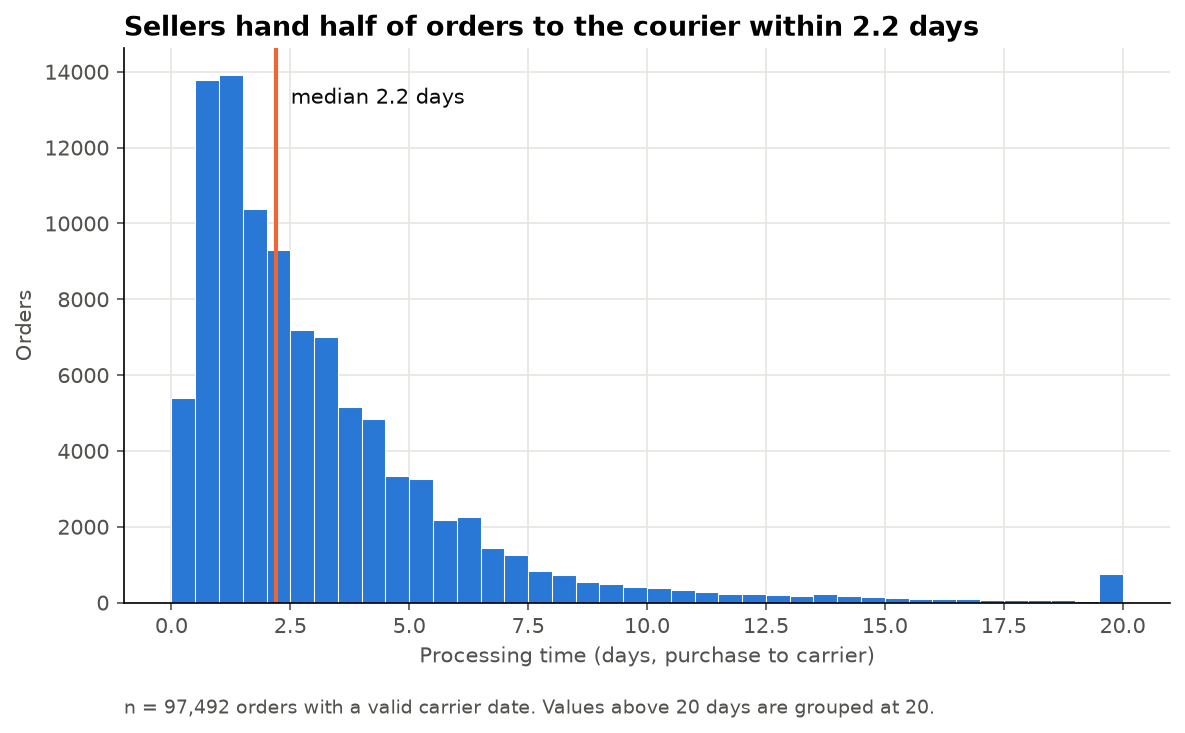 Sellers hand half of orders to the courier within 2.2 days
median 2.2 days
14000
12000
10000
8000
6000
4000
2000
0
Orders
0.0 2.5 5.0 7.5 10.0 12.5 15.0 17.5 20.0
Processing time (days, purchase to carrier)
n = 97,492 orders with a valid carrier date. Values above 20 days are grouped at 20.